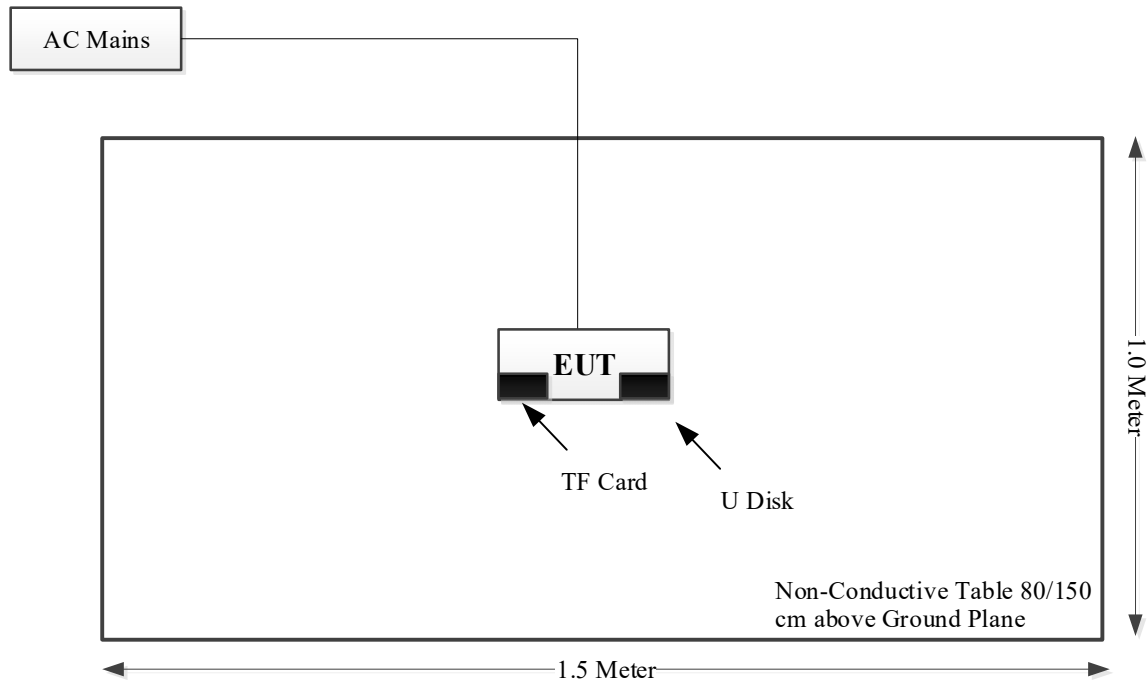 AC Mains
EUT
TF Card
U Disk
Non-Conductive Table 80/150
cm above Ground Plane
1.0 Meter
1.5 Meter